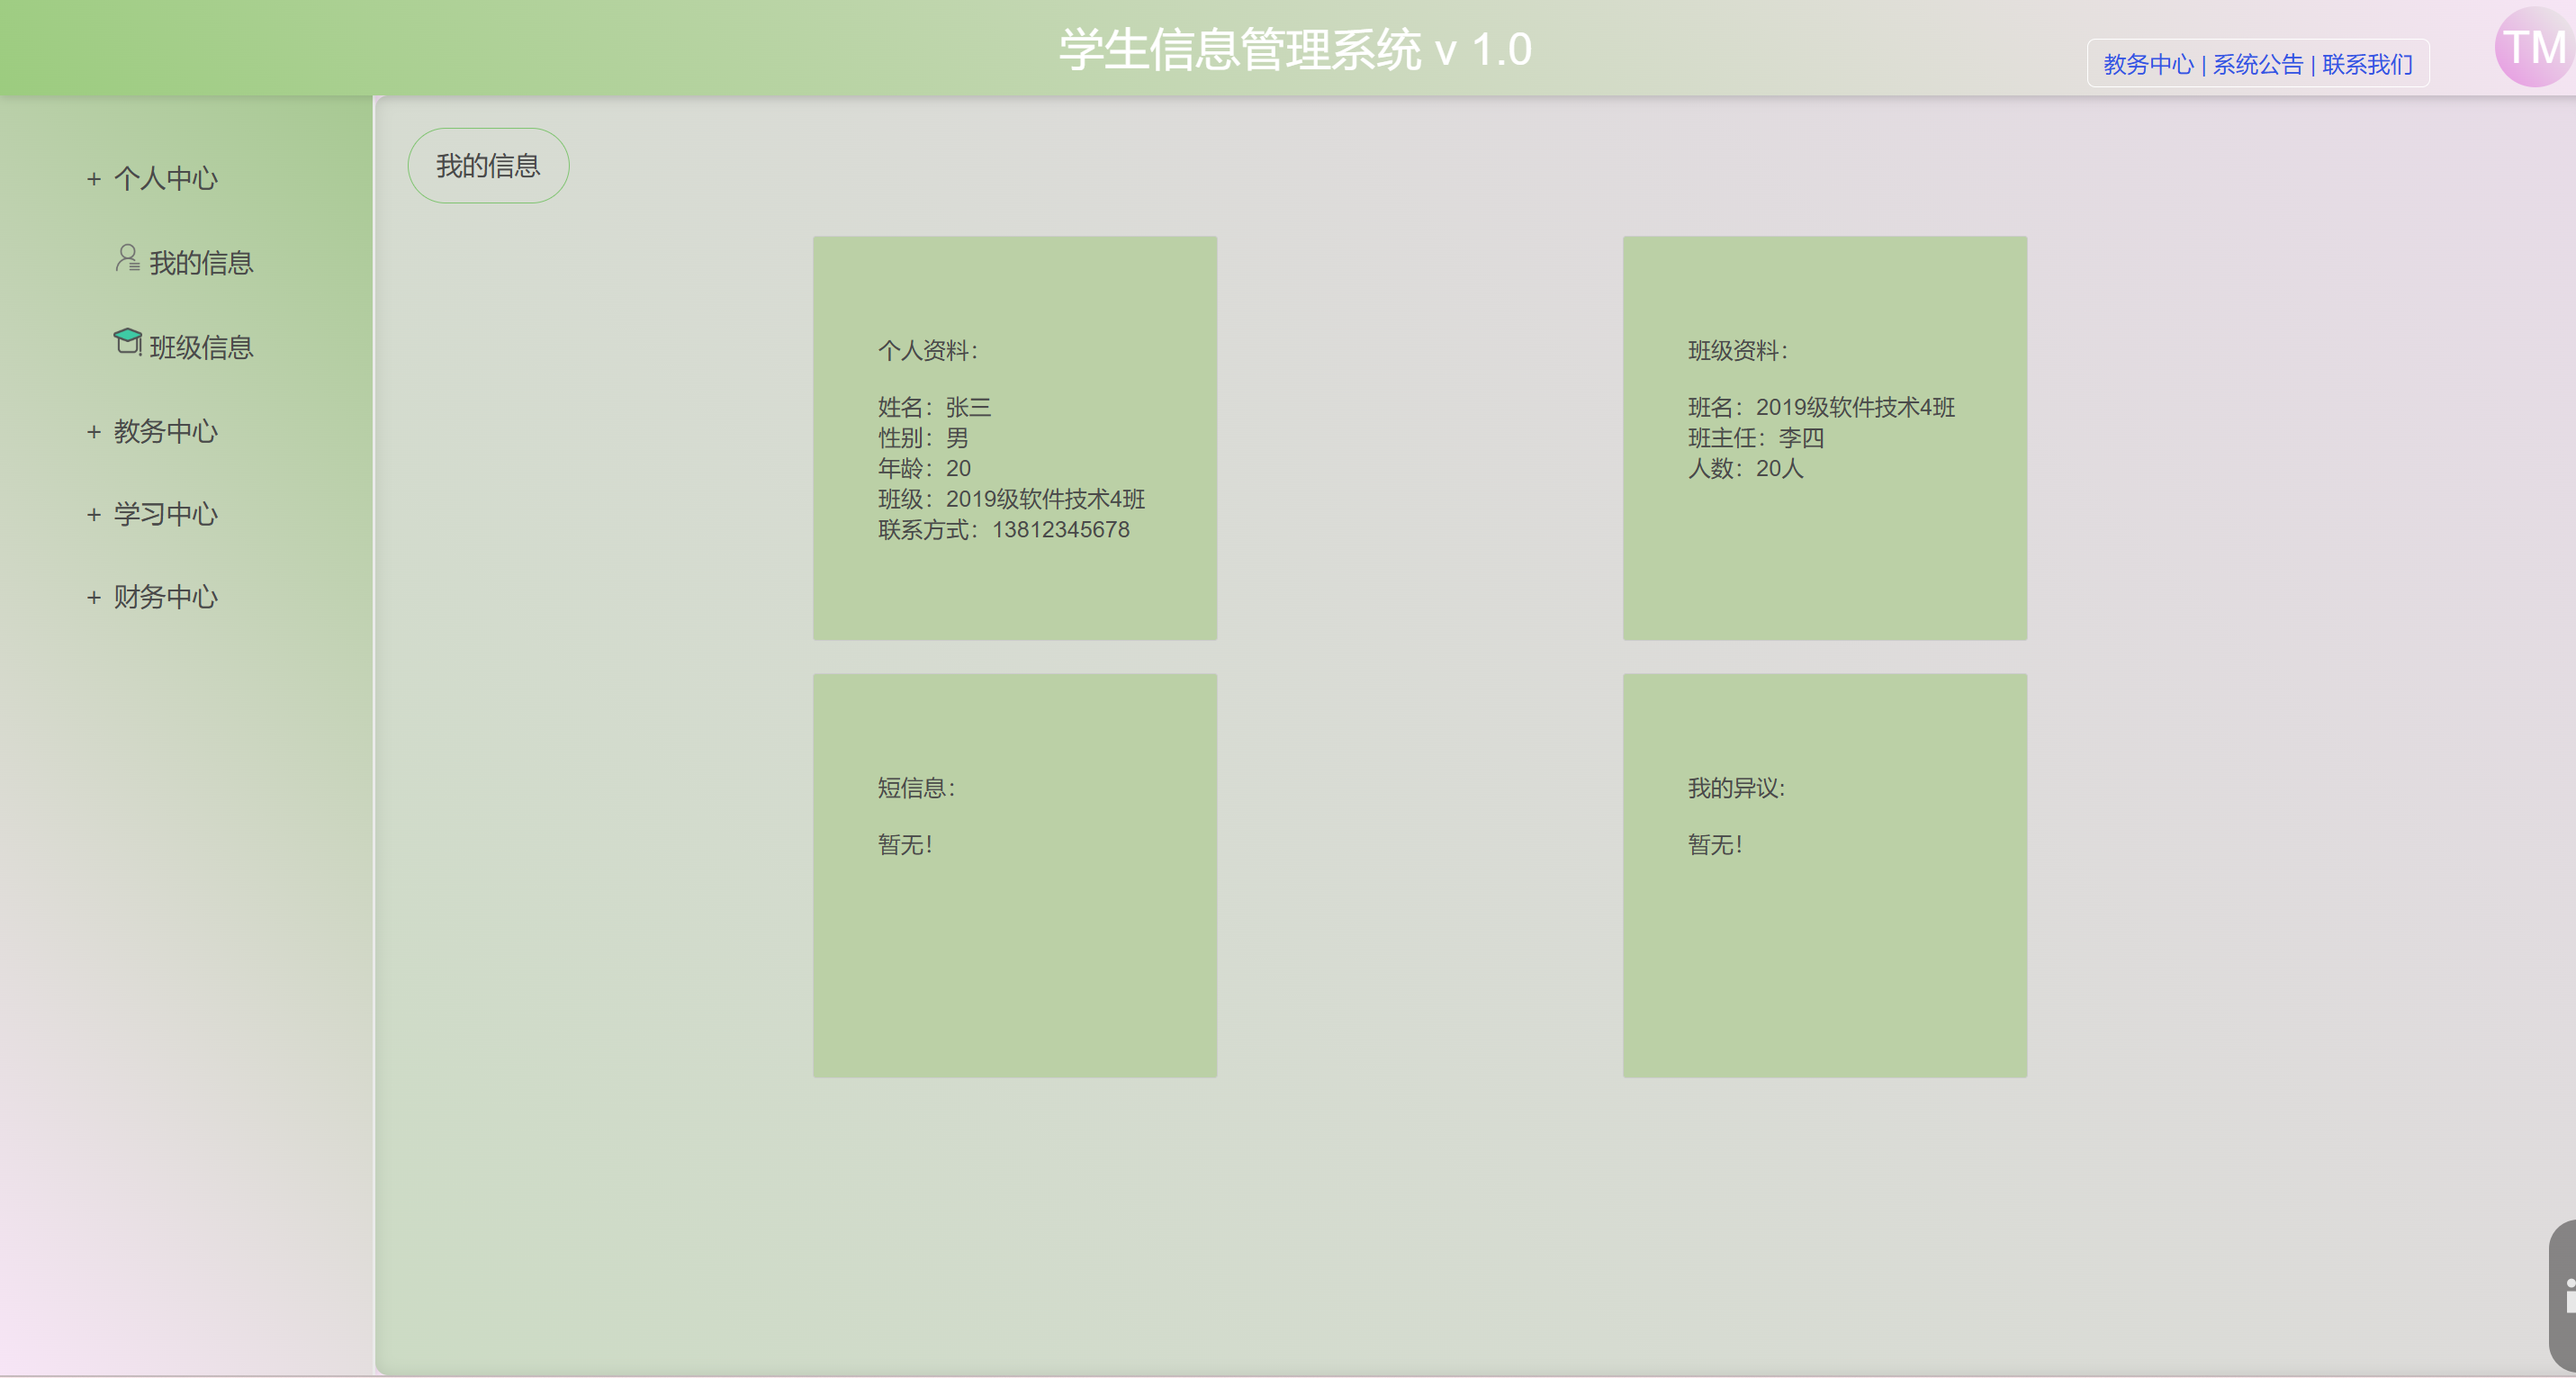 学生信息管理系统 v 1.0
教务中心 | 系统公告 | 联系我们
TM
+ 个人中心
我的信息
班级信息
+ 教务中心
+ 学习中心
+ 财务中心
我的信息
个人资料：
姓名：张三
性别：男
年龄：20
班级：2019级软件技术4班
联系方式：13812345678
班级资料：
班名：2019级软件技术4班
班主任：李四
人数：20人
短信息：
暂无！
我的异议:
暂无！